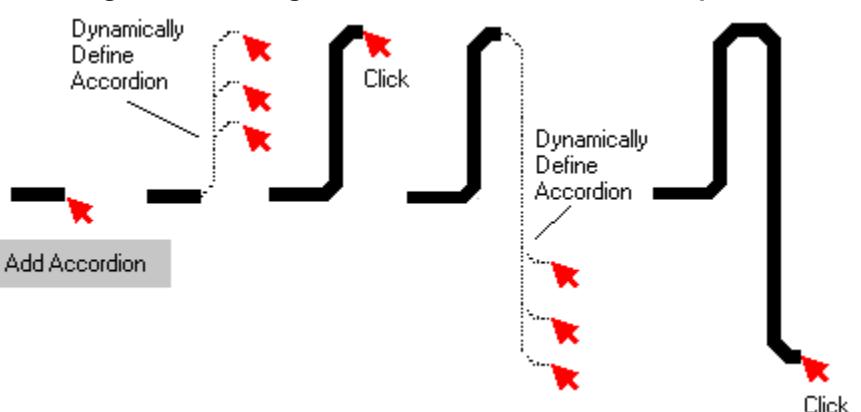 Dynamically
Define
Accordion
Click
Dynamically
Define
Accordion
Add Accordion
Click